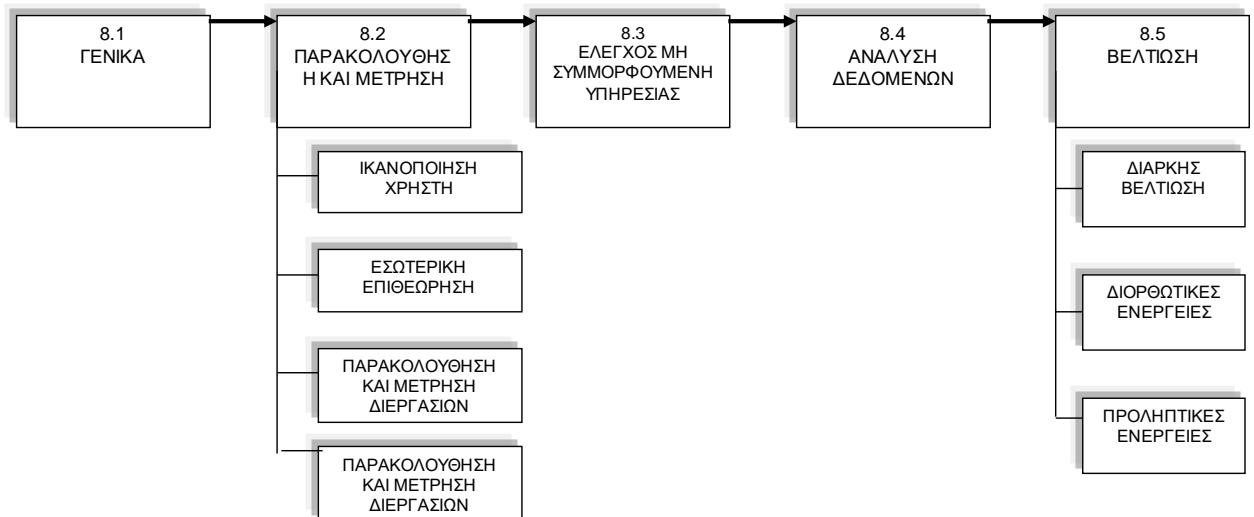 8.1
ΓΕΝΙΚΑ
8.2
ΠΑΡΑΚΟΛΟΥΘΗΣ
Η ΚΑΙ ΜΕΤΡΗΣΗ
8.3
ΕΛΕΓΧΟΣ ΜΗ
ΣΥΜΜΟΡΦΟΥΜΕΝΗ
ΥΠΗΡΕΣΙΑΣ
8.4
ΑΝΑΛΥΣΗ
ΔΕΔΟΜΕΝΩΝ
8.5
ΒΕΛΤΙΩΣΗ
ΙΚΑΝΟΠΟΙΗΣΗ
ΧΡΗΣΤΗ
ΕΣΩΤΕΡΙΚΗ
ΕΠΙΘΕΩΡΗΣΗ
ΠΑΡΑΚΟΛΟΥΘΗΣΗ
ΚΑΙ ΜΕΤΡΗΣΗ
ΔΙΕΡΓΑΣΙΩΝ
ΠΑΡΑΚΟΛΟΥΘΗΣΗ
ΚΑΙ ΜΕΤΡΗΣΗ
ΔΙΕΡΓΑΣΙΩΝ
ΔΙΑΡΚΗΣ
ΒΕΛΤΙΩΣΗ
ΔΙΟΡΘΩΤΙΚΕΣ
ΕΝΕΡΓΕΙΕΣ
ΠΡΟΛΗΠΤΙΚΕΣ
ΕΝΕΡΓΕΙΕΣ